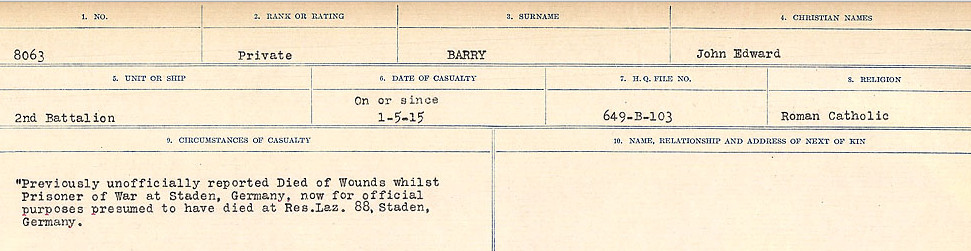 1. NO. 2. RANK OR RATING 3. SURNAME 4. CHRISTIAN NAMES
8063 Private BARRY John Edward
5. UNIT OR SHIP 6. DATE OF CASUALTY 7. H.Q. FILE NO. 8. RELIGION
On or since
2nd Battalion 1-5-15 649-B-103 Roman Catholic
9. CIRCUMSTANCES OF CASUALTY 10. NAME, RELATIONSHIP AND ADDRESS OF NEXT OF KIN
"Previously unofficially reported Died of Wounds whilst
Prisoner of War at Staden, Germany, now for official
purposes presumed to have died at Res.Laz. 88, Staden,
Germany.